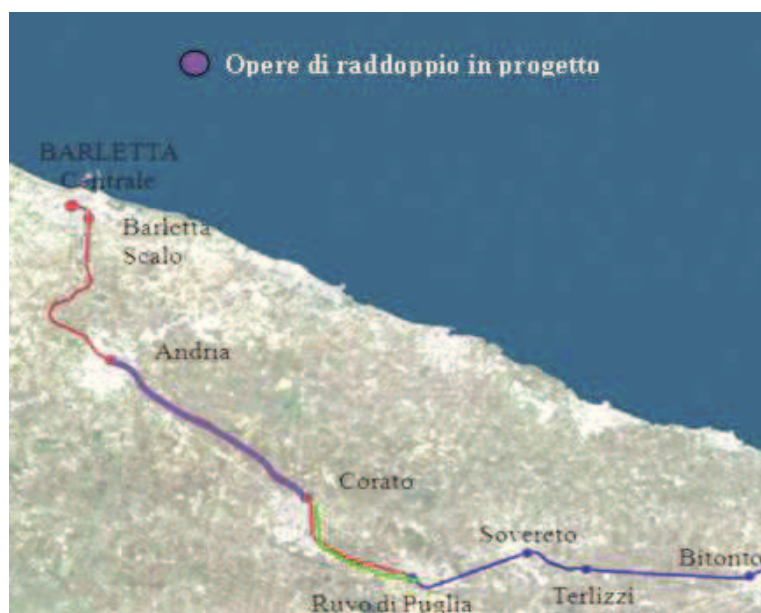 Opere di raddoppio in progetto
BARLETTA
Centrale
Barletta
Scalo
Andria
Corato
Sovereto
Bitonto
Terlizzi
Ruvo di Puglia